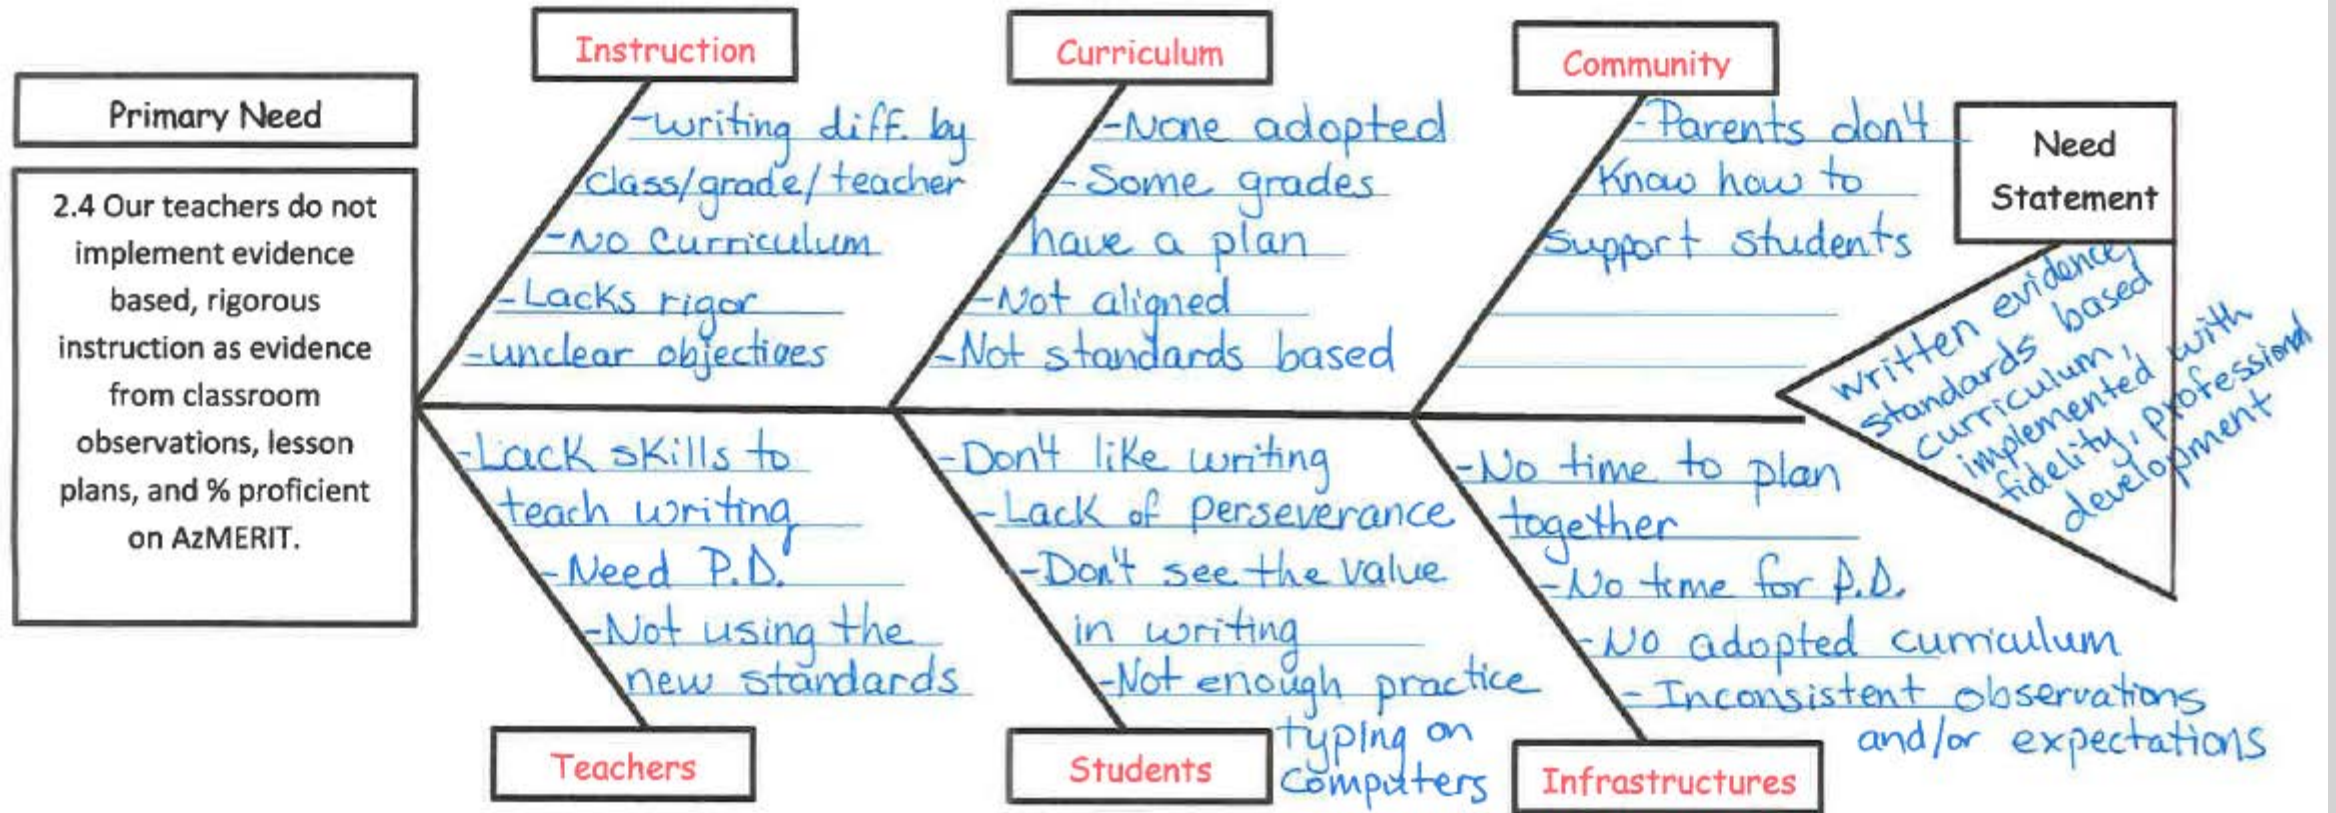 Primary Need
2.4 Our teachers do not
implement evidence
based, rigorous
instruction as evidence
from classroom
observations, lesson
plans, and % proficient
on AzMERIT.
Instruction
-writing diff. by
class/grade/teacher
-No Curriculum
-Lacks rigor
-unclear objectives
Curriculum
-None adopted
-Some grades
have a plan
-Not aligned
-Not standards based
Community
-Parents don't
Know how to
support students
Teachers
-Lack skills to
teach writing
-Need P.D.
-Not using the
new standards
Students
-Don't like writing
-Lack of perseverance
-Don't see the value
in writing
-Not enough practice
typing on
computers
Infrastructures
-No time to plan
together
-No time for P.D.
-No adopted curriculum
-Inconsistent observations
and/or expectations
Need
Statement
written evidence,
standards based
curriculum,
implemented with
fidelity, professional
development